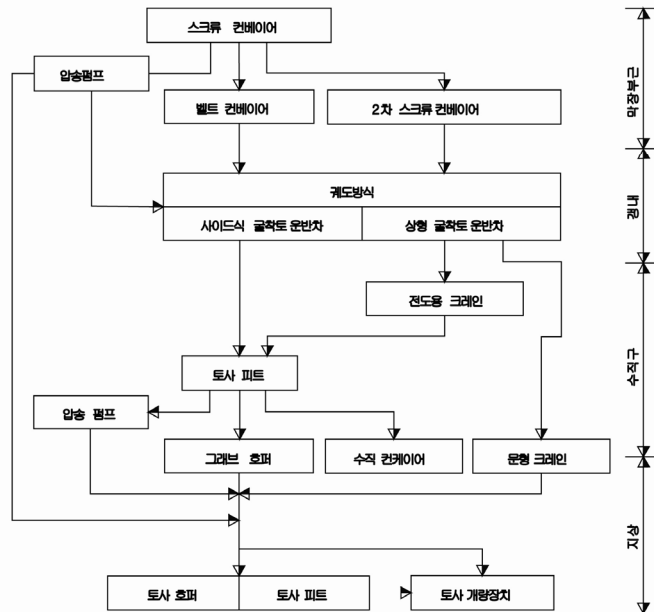 스크류 컨베이어
압송펌프
벨트 컨베이어
2차 스크류 컨베이어
막장부근
궤도방식
사이드식 굴착토 운반차
상형 굴착토 운반차
갱내
전도용 크레인
토사 피트
수직구
압송 펌프
그래브 호퍼
수직 컨케이어
문형 크레인
지상
토사 호퍼
토사 피트
토사 개량장치